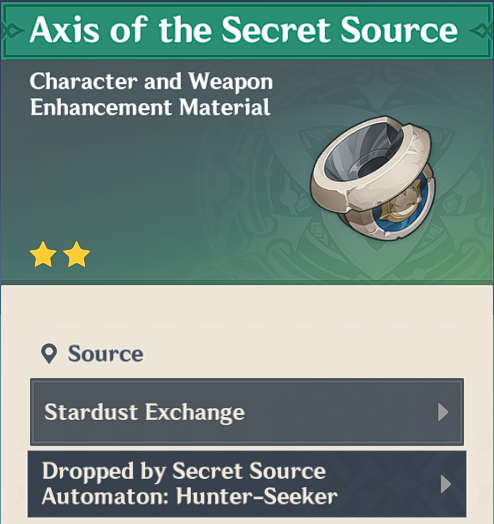 Axis of the Secret Source
Character and Weapon
Enhancement Material
Source
Stardust Exchange
Dropped by Secret Source
Automaton: Hunter-Seeker